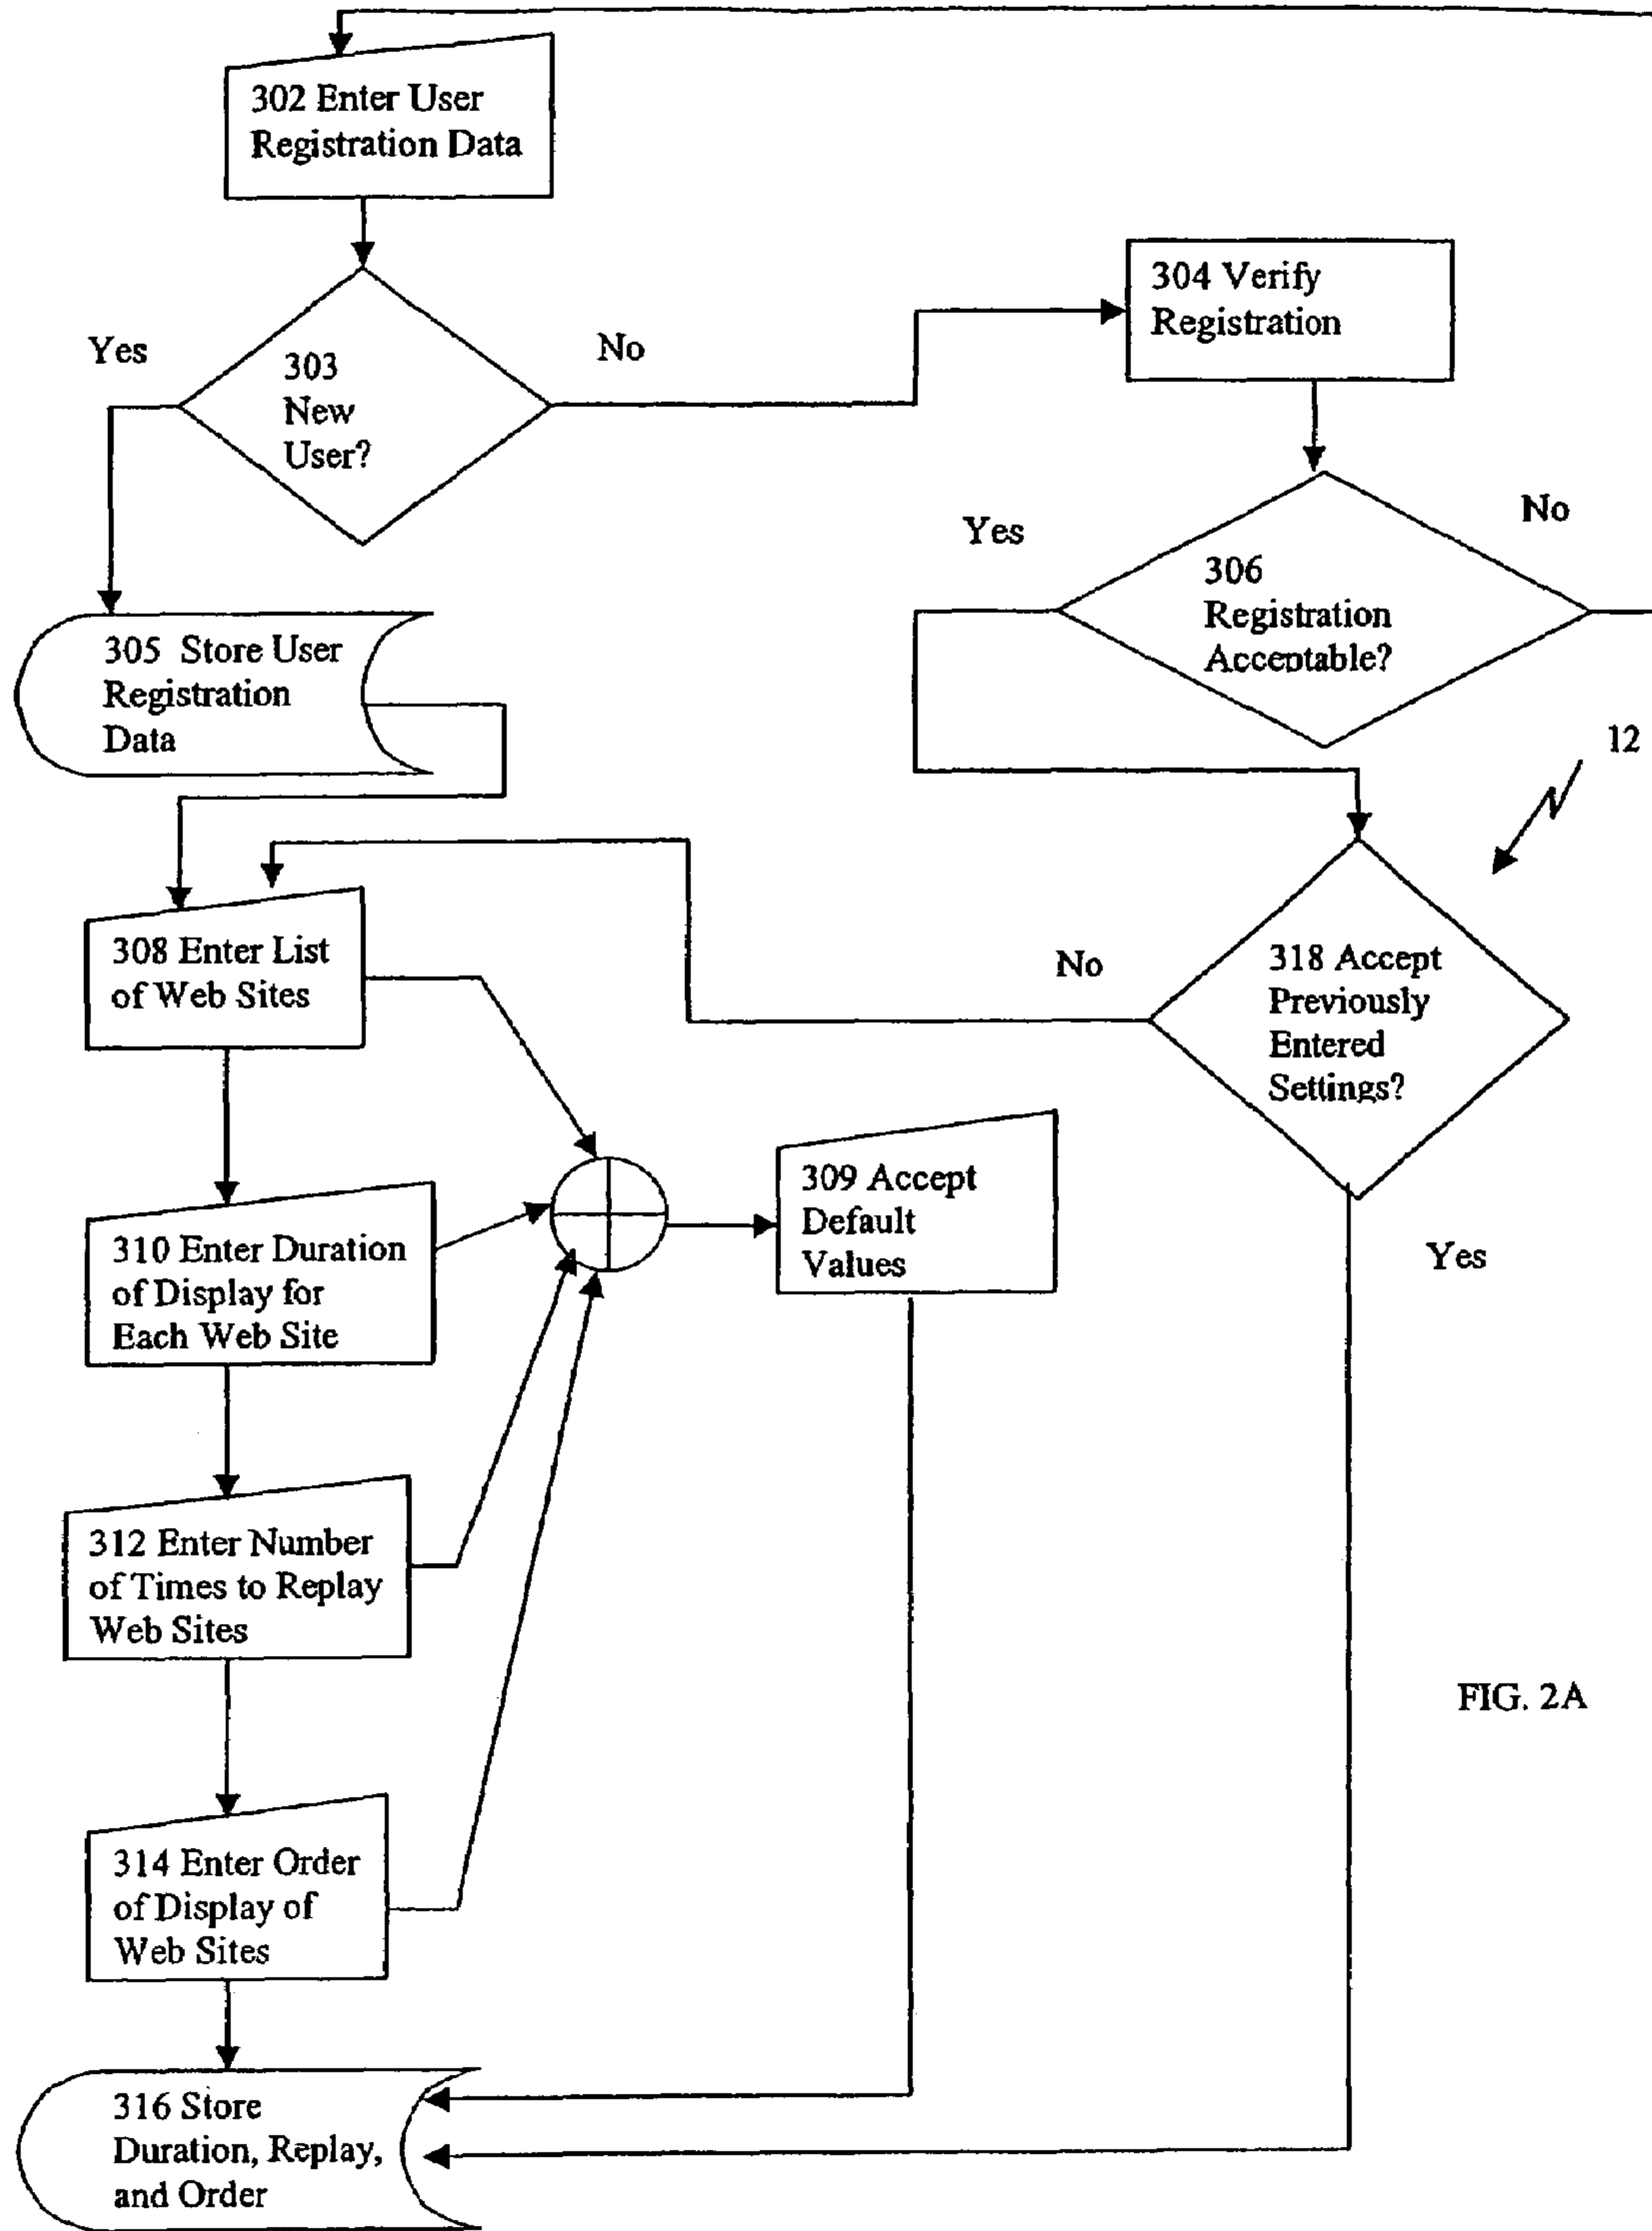 302 Enter User
Registration Data
Yes
303
New
User?
No
304 Verify
Registration
Yes
306
Registration
Acceptable?
No
305 Store User
Registration
Data
12
308 Enter List
of Web Sites
No
318 Accept
Previously
Entered
Settings?
309 Accept
Default
Values
310 Enter Duration
of Display for
Each Web Site
Yes
312 Enter Number
of Times to Replay
Web Sites
FIG. 2A
314 Enter Order
of Display of
Web Sites
316 Store
Duration, Replay,
and Order